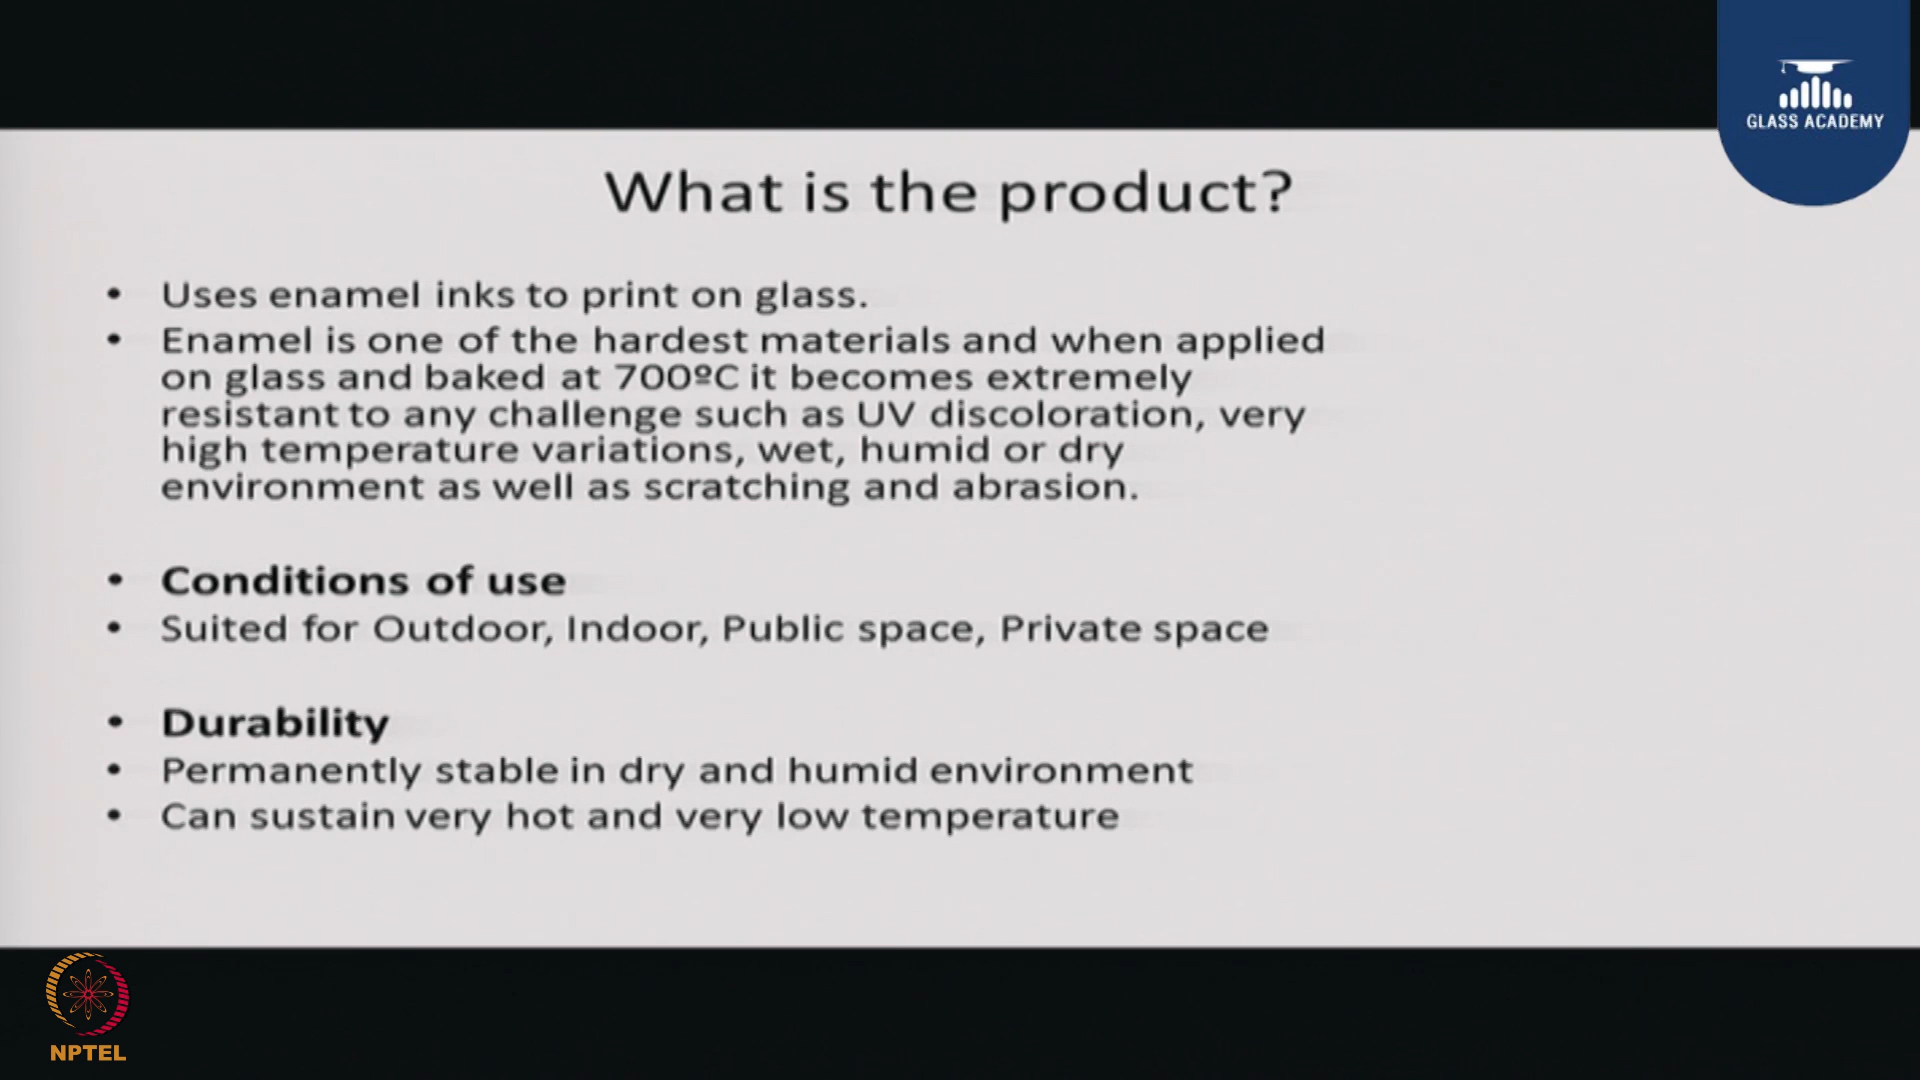 GLASS ACADEMY
What is the product?
• Uses enamel inks to print on glass.
• Enamel is one of the hardest materials and when applied
on glass and baked at 700ºC it becomes extremely
resistant to any challenge such as UV discoloration, very
high temperature variations, wet, humid or dry
environment as well as scratching and abrasion.
• Conditions of use
• Suited for Outdoor, Indoor, Public space, Private space
• Durability
• Permanently stable in dry and humid environment
• Can sustain very hot and very low temperature
NPTEL